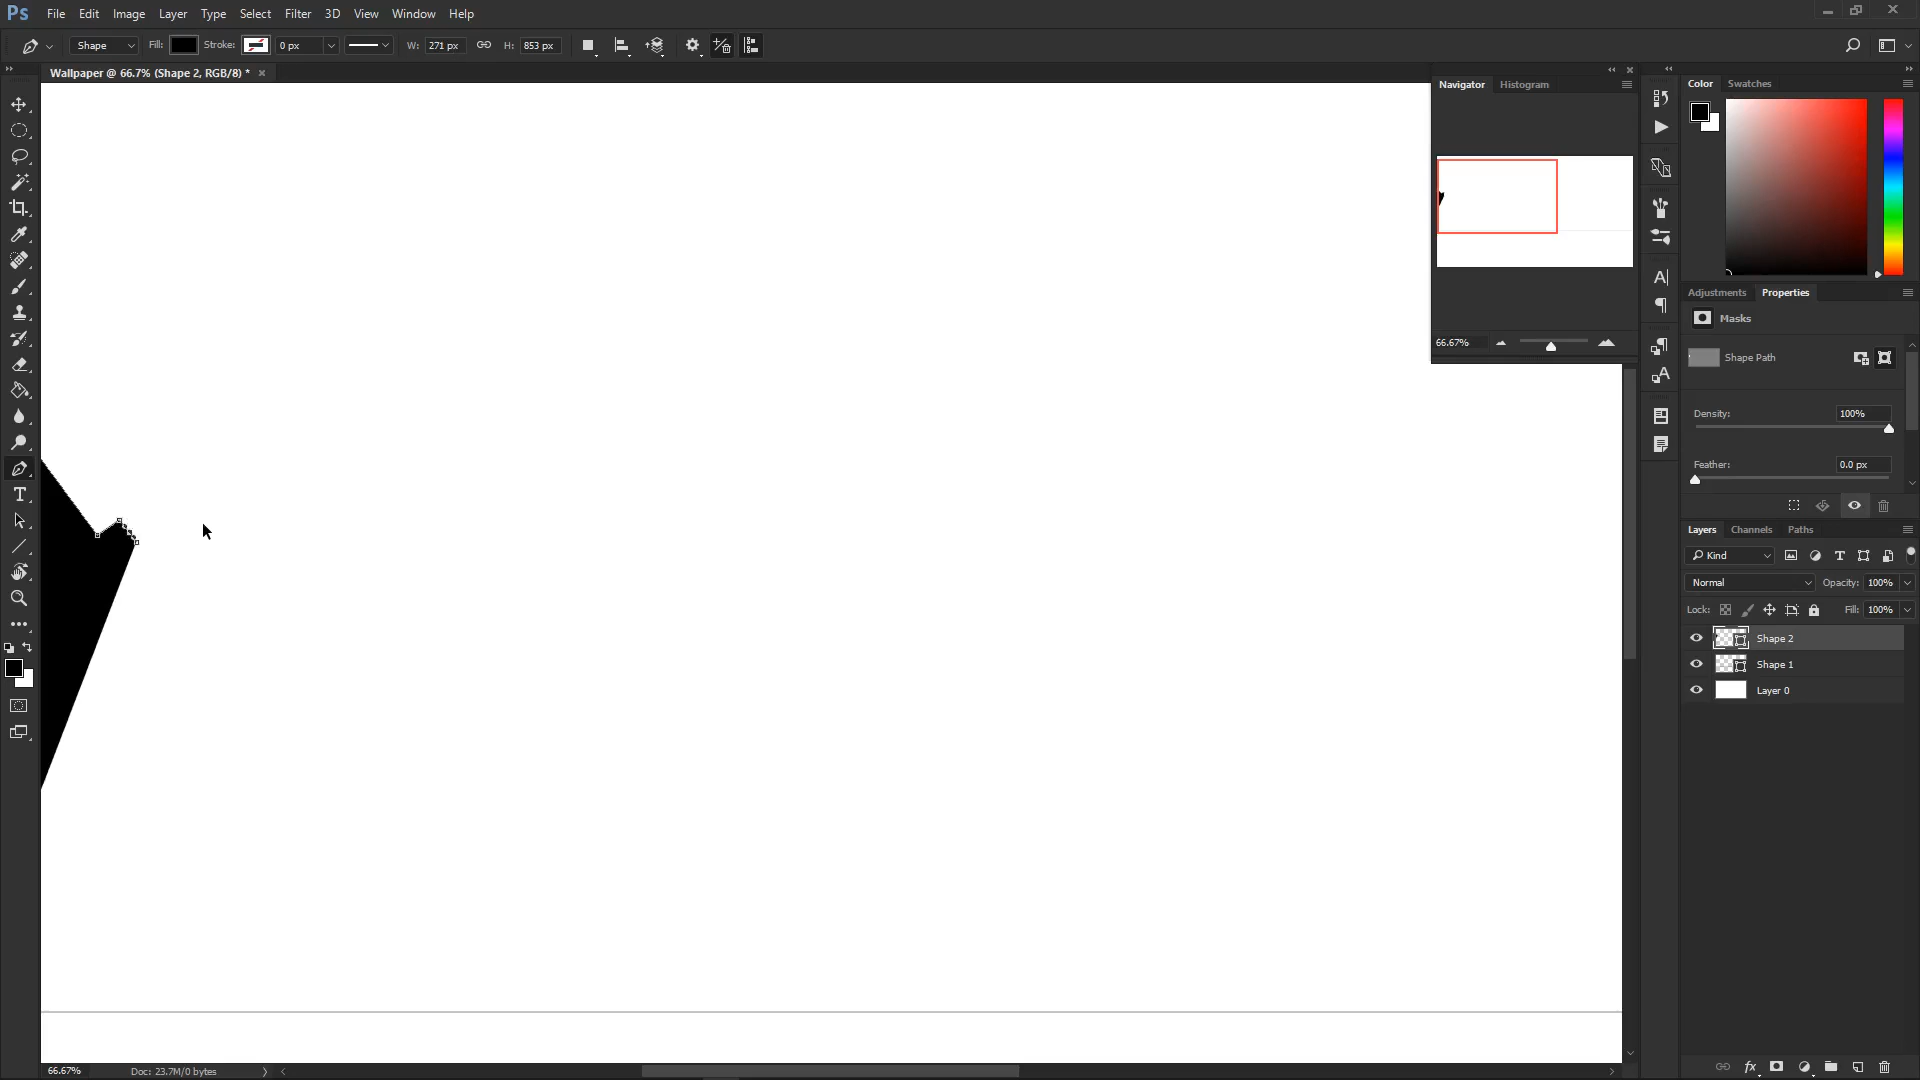 Ps File Edit Image Layer Type Select Filter 3D View Window Help
Shape Fill: Stroke: 0 px W: 271 px H: 853 px
Wallpaper @ 66.7% (Shape 2, RGB/8) *
Navigator Histogram
66.67%
Color Swatches
Adjustments Properties
Masks
Shape Path
Density: 100%
Feather: 0.0 px
Layers Channels Paths
Kind
Normal Opacity: 100%
Lock: Fill: 100%
Shape 2
Shape 1
Layer 0
66.67% Doc: 23.7M/0 bytes